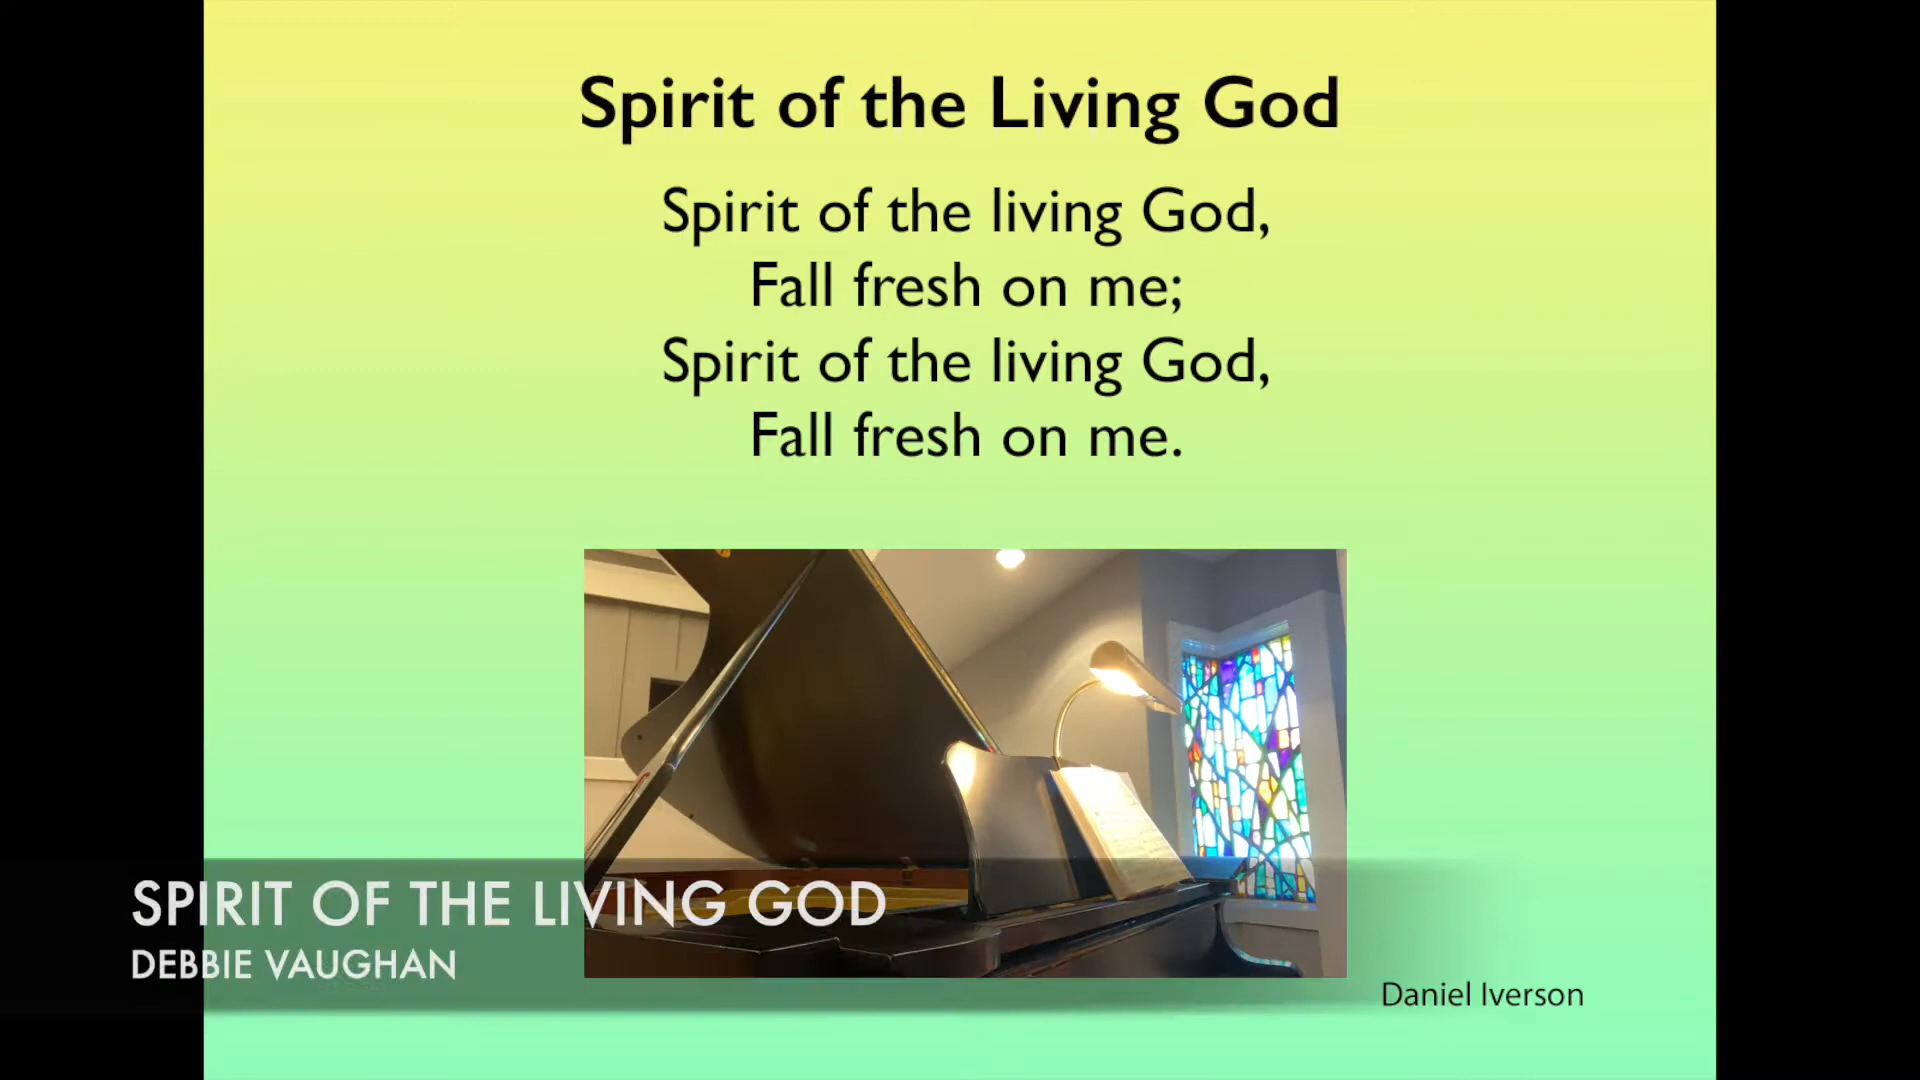 Spirit of the Living God
Spirit of the living God,
Fall fresh on me;
Spirit of the living God,
Fall fresh on me.
SPIRIT OF THE LIVING GOD
DEBBIE VAUGHAN
Daniel Iverson